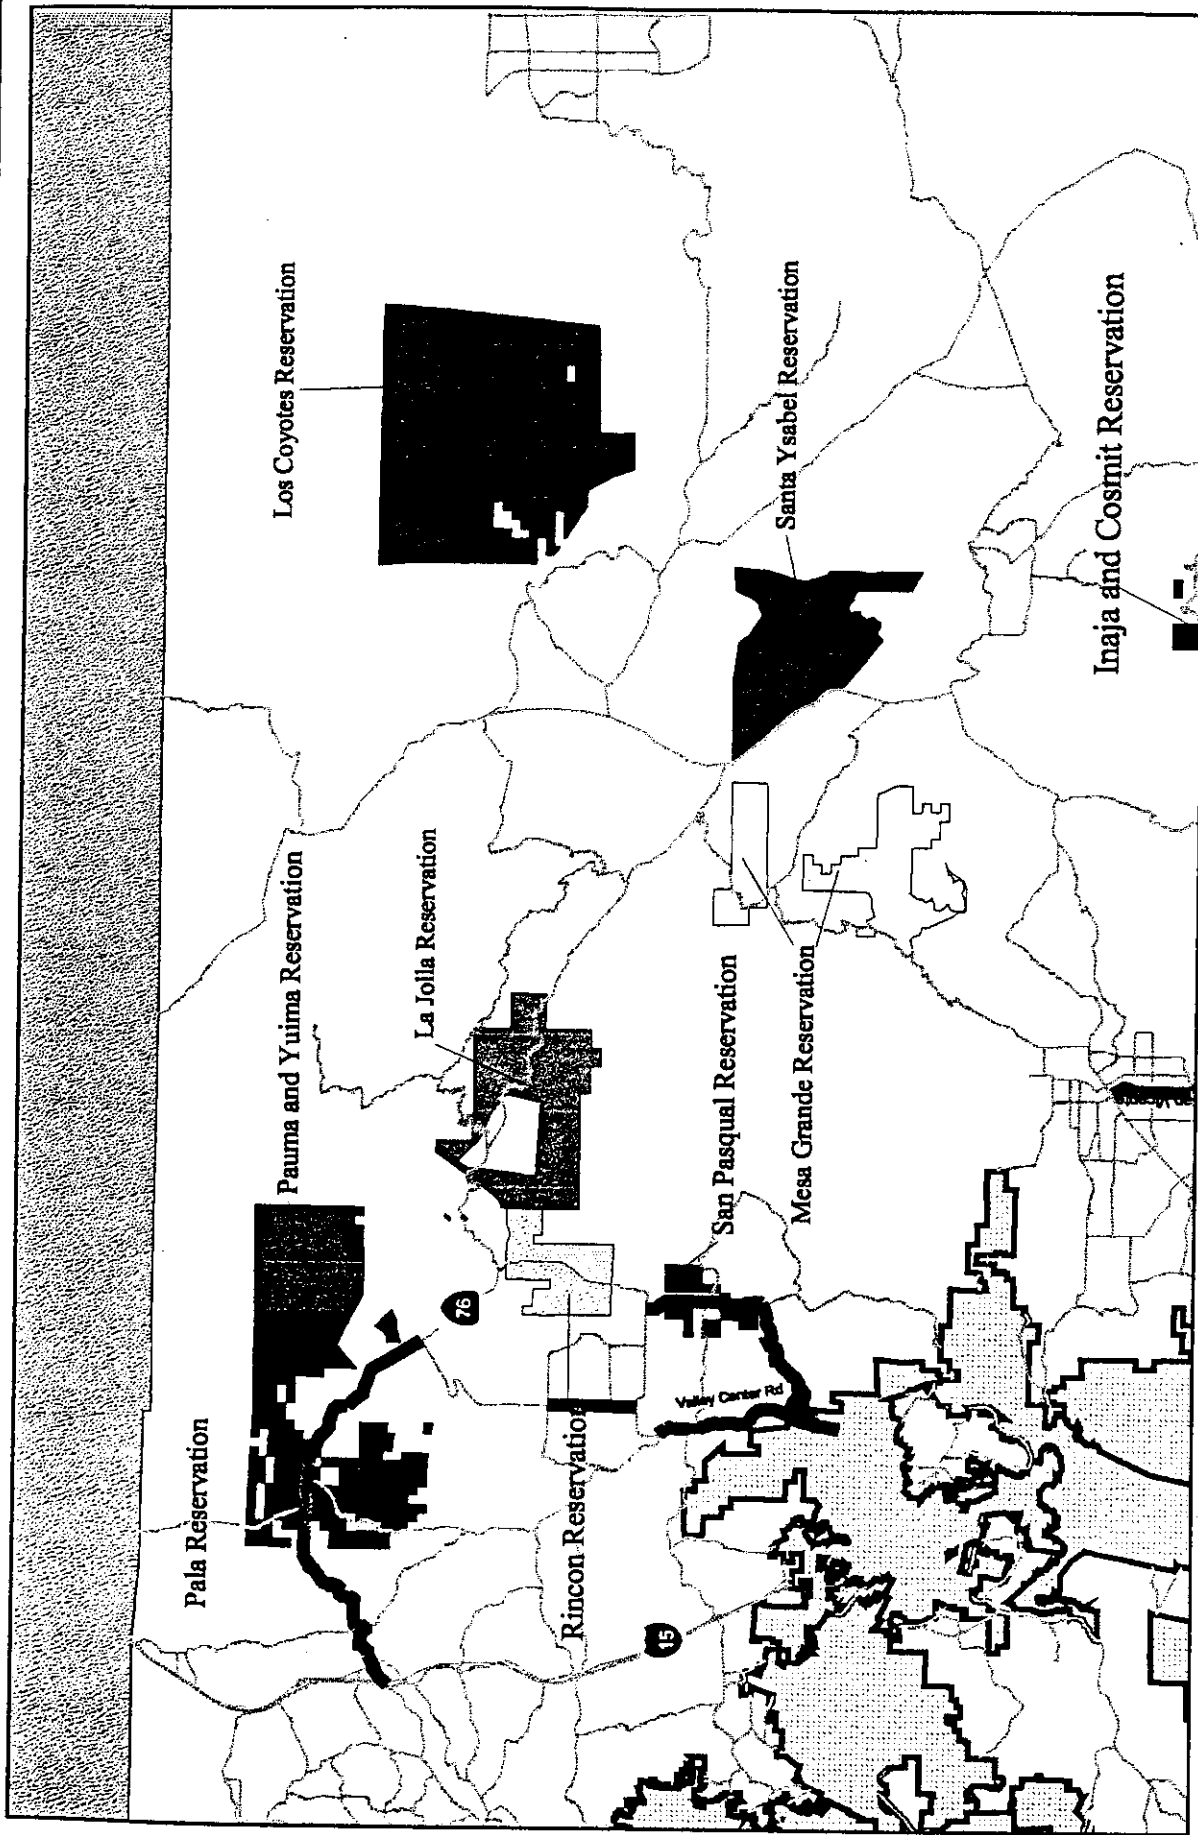 Los Coyotes Reservation
Pauma and Yuima Reservation
Pala Reservation
La Jolla Reservation
76
Santa Ysabel Reservation
San Pasqual Reservation
Mesa Grande Reservation
Rincon Reservation
Valley Center Rd
15
Inaja and Cosmit Reservation